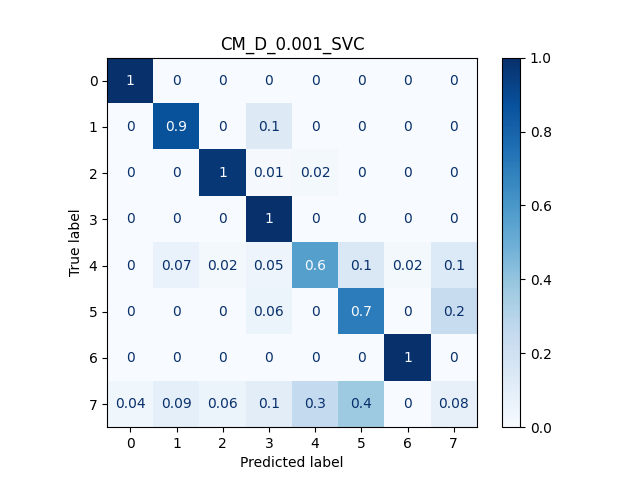 CM_D_0.001_SVC
0 1 0 0 0 0 0 0 0 1.0
1 0 0.9 0 0.1 0 0 0 0 0.8
2 0 0 1 0.01 0.02 0 0 0
3 0 0 0 1 0 0 0 0 0.6
True label
4 0 0.07 0.02 0.05 0.6 0.1 0.02 0.1 0.4
5 0 0 0 0.06 0 0.7 0 0.2
6 0 0 0 0 0 0 1 0 0.2
7 0.04 0.09 0.06 0.1 0.3 0.4 0 0.08 0.0
0 1 2 3 4 5 6 7
Predicted label